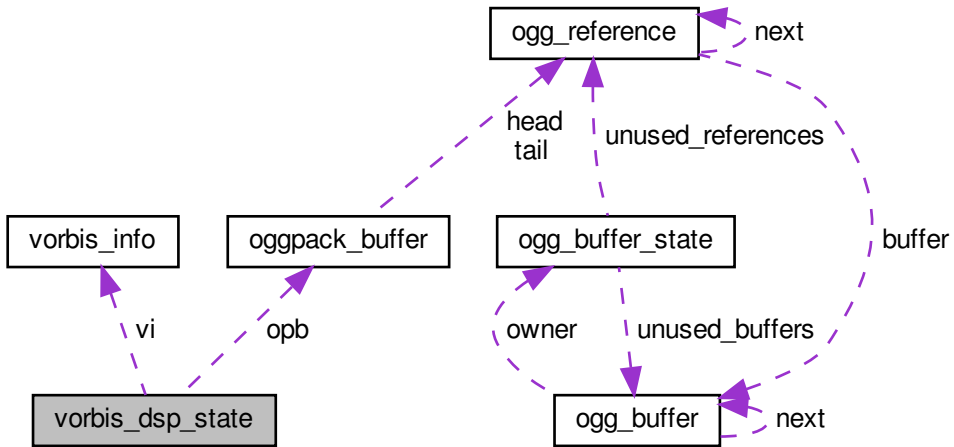 ogg_reference
next
head
tail
unused_references
vorbis_info
oggpack_buffer
ogg_buffer_state
buffer
vi
opb
owner
unused_buffers
vorbis_dsp_state
ogg_buffer
next